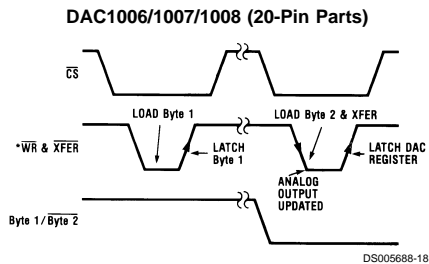 DAC1006/1007/1008 (20-Pin Parts)
CS
LOAD Byte 1
LOAD Byte 2 & XFER
*WR & XFER
LATCH
Byte 1
LATCH DAC
REGISTER
ANALOG
OUTPUT
UPDATED
Byte 1/Byte 2
DS005688-18